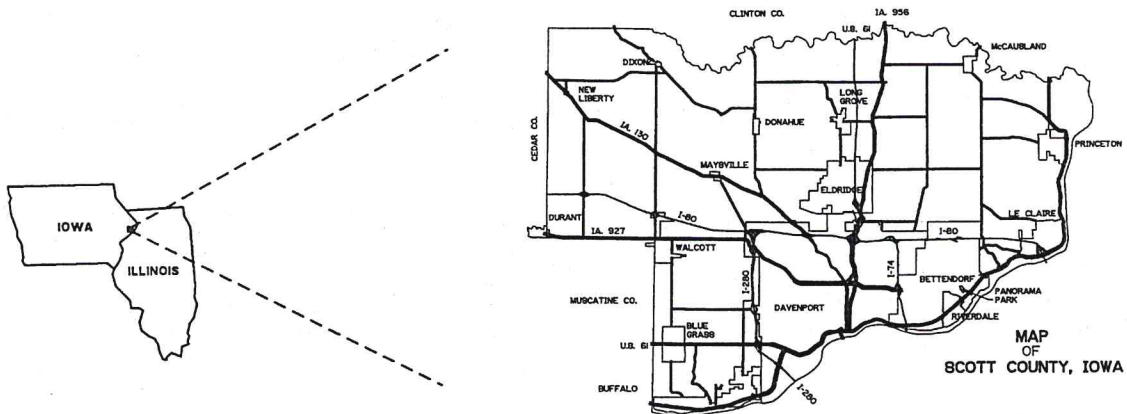 IOWA
ILLINOIS
CLINTON CO.
U.S. 61
IA. 956
McCAUSLAND
DIXON
NEW
LIBERTY
LONG
GROVE
DONAHUE
IA. 130
CEDAR CO.
PRINCETON
MAYSVILLE
ELDRIDGE
LE CLAIRE
DURANT
I-80
I-80
IA. 927
WALCOTT
I-74
I-280
BETTENDORF
PANORAMA
PARK
MUSCATINE CO.
DAVENPORT
RIVERDALE
BLUE
GRASS
U.S. 61
BUFFALO
I-280
MAP
OF
SCOTT COUNTY, IOWA